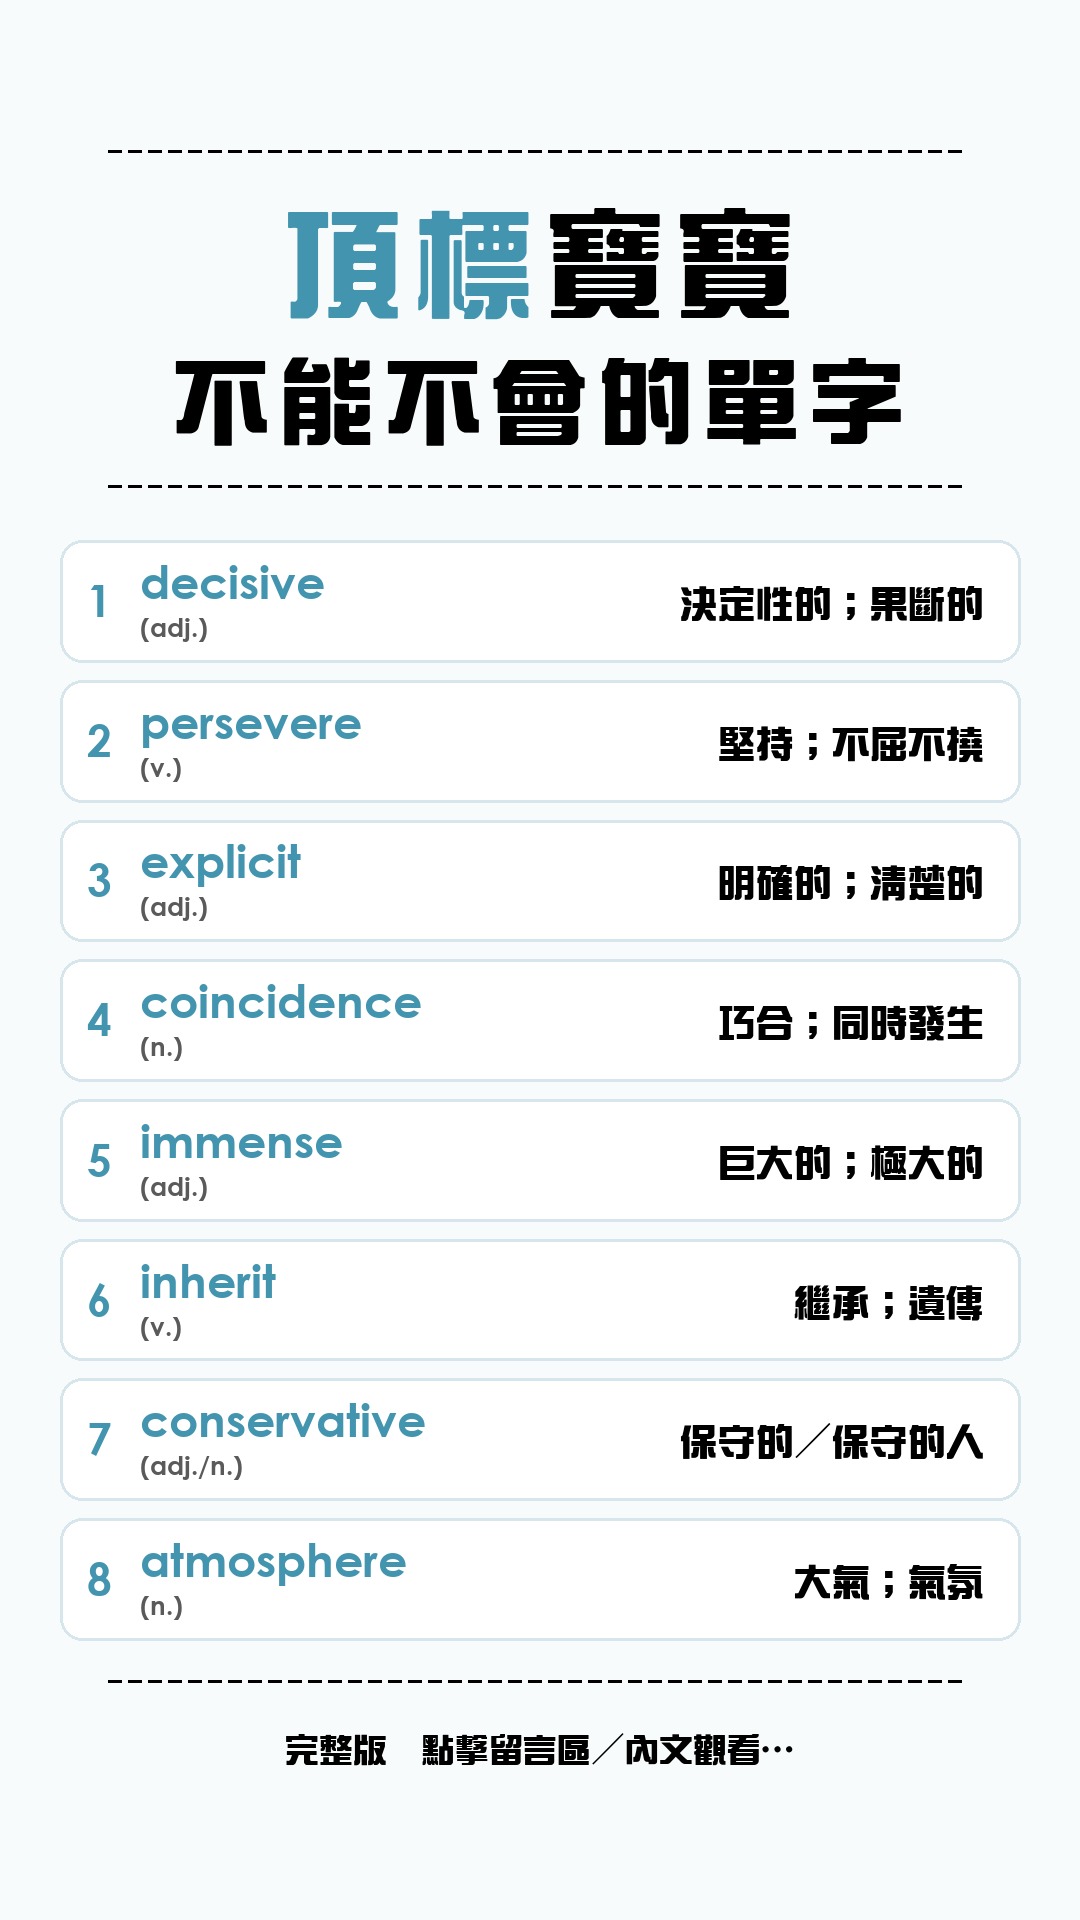 頂標寶寶
不能不會的單字
1 decisive 決定性的；果斷的
(adj.)
2 persevere 堅持；不屈不撓
(v.)
3 explicit 明確的；清楚的
(adj.)
4 coincidence 巧合；同時發生
(n.)
5 immense 巨大的；極大的
(adj.)
6 inherit 繼承；遺傳
(v.)
7 conservative 保守的／保守的人
(adj./n.)
8 atmosphere 大氣；氣氛
(n.)
完整版　點擊留言區／內文觀看…